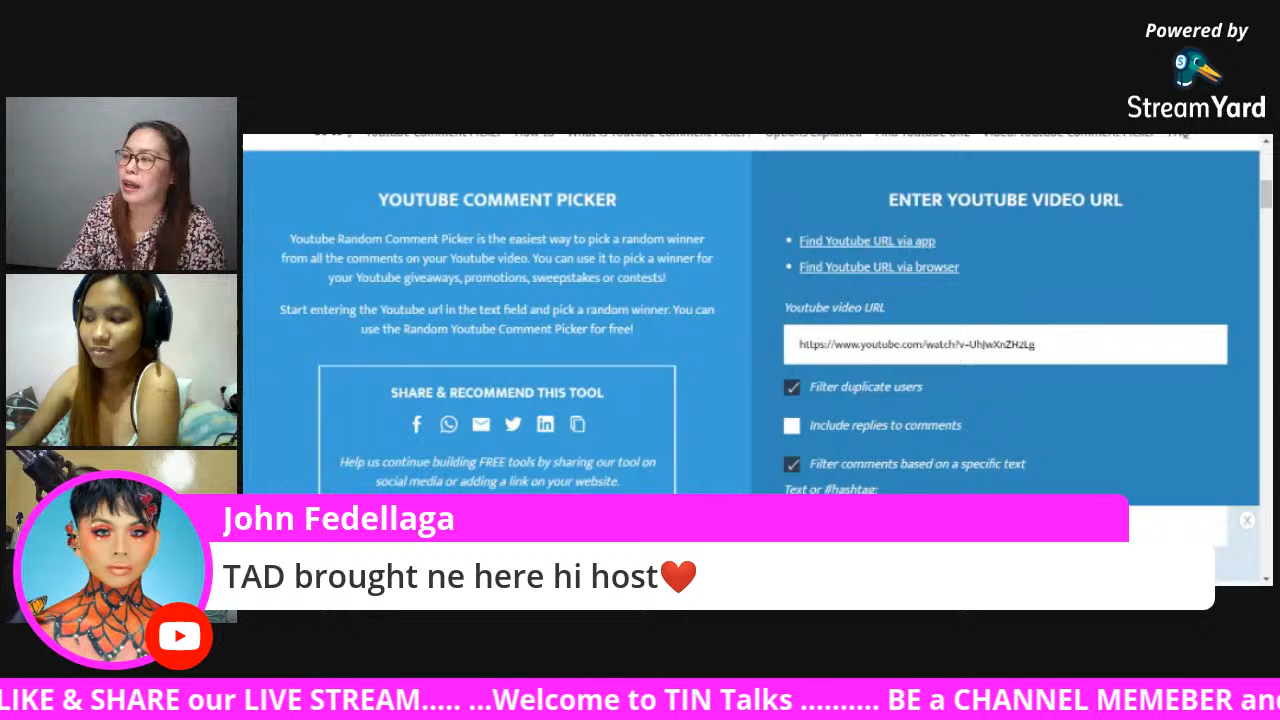 Powered by
StreamYard
YOUTUBE COMMENT PICKER
Youtube Random Comment Picker is the easiest way to pick a random winner
from all the comments on your Youtube video. You can use it to pick a winner for
your Youtube giveaways, promotions, sweepstakes or contests!
Start entering the Youtube url in the text field and pick a random winner. You can
use the Random Youtube Comment Picker for free!
SHARE & RECOMMEND THIS TOOL
Help us continue building FREE tools by sharing our tool on
social media or adding a link on your website.
ENTER YOUTUBE VIDEO URL
Find Youtube URL via app
Find Youtube URL via browser
Youtube video URL
https://www.youtube.com/watch?v=UhJwXnZHzLg
Filter duplicate users
Include replies to comments
Filter comments based on a specific text
Text or #hashtag:
John Fedellaga
TAD brought ne here hi host❤️
LIKE & SHARE our LIVE STREAM..... ...Welcome to TIN Talks .......... BE a CHANNEL MEMEBER and